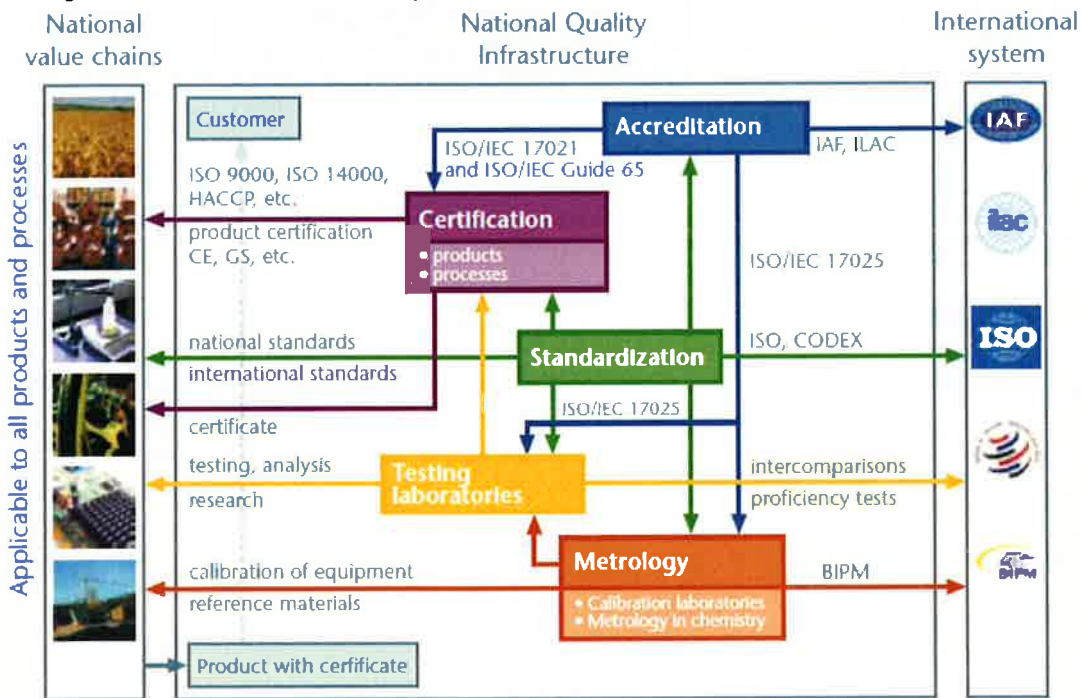 National
value chains
National Quality
Infrastructure
International
system
Applicable to all products and processes
Customer
Accreditation
IAF
ISO/IEC 17021
and ISO/IEC Guide 65
IAF, ILAC
ISO 9000, ISO 14000,
HACCP, etc.
Certification
ilac
product certification
CE, GS, etc.
• products
• processes
ISO/IEC 17025
national standards
Standardization
ISO, CODEX
ISO
international standards
ISO/IEC 17025
certificate
testing, analysis
Testing
laboratories
intercomparisons
research
proficiency tests
calibration of equipment
Metrology
BIPM
BIPM
reference materials
• Calibration laboratories
• Metrology in chemistry
Product with cerfificate